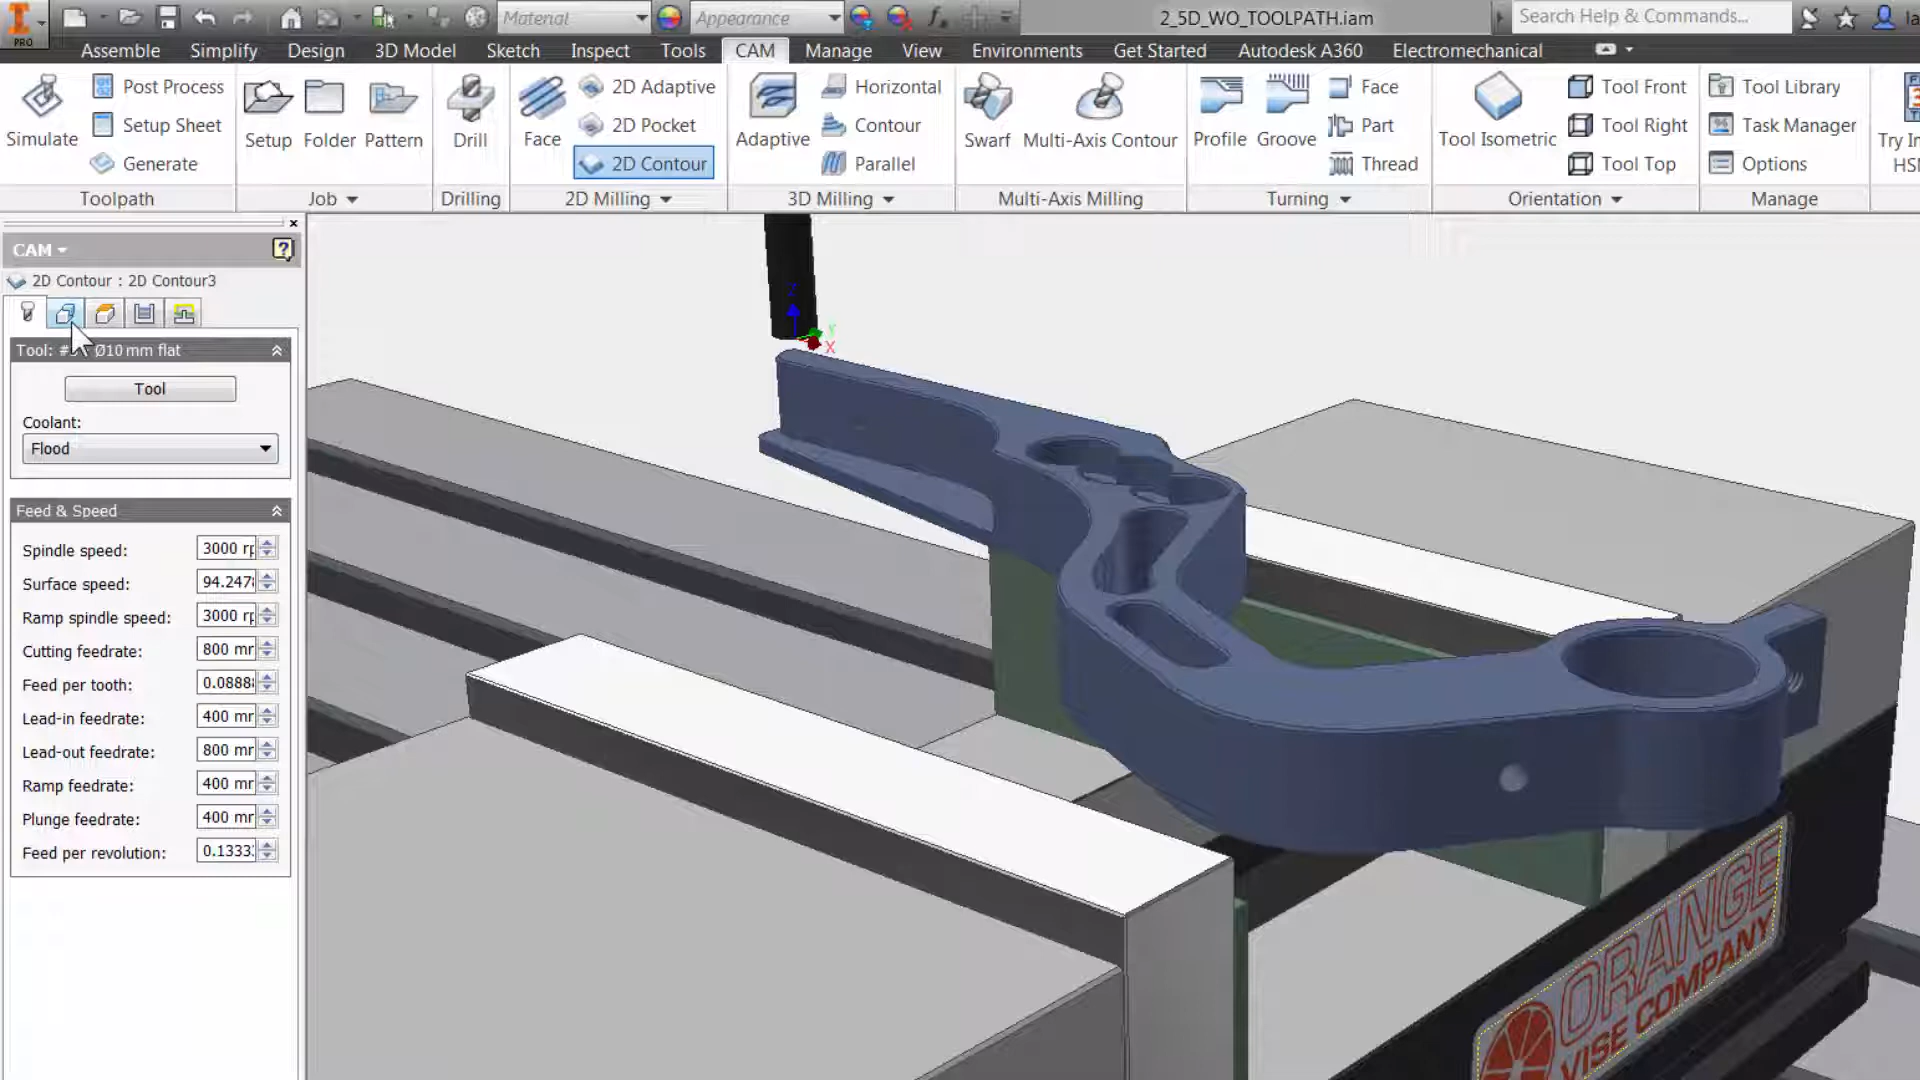 PRO
Material
Appearance
2_5D_WO_TOOLPATH.iam
Search Help & Commands...
Assemble Simplify Design 3D Model Sketch Inspect Tools CAM Manage View Environments Get Started Autodesk A360 Electromechanical
Simulate
Post Process
Setup Sheet
Generate
Toolpath
Setup
Folder
Pattern
Job
Drill
Drilling
Face
2D Adaptive
2D Pocket
2D Contour
2D Milling
Adaptive
Horizontal
Contour
Parallel
3D Milling
Swarf
Multi-Axis Contour
Multi-Axis Milling
Profile
Groove
Face
Part
Thread
Turning
Tool Isometric
Tool Front
Tool Right
Tool Top
Orientation
Tool Library
Task Manager
Options
Manage
CAM
2D Contour : 2D Contour3
Ø10 mm flat
Tool:
Tool
Coolant:
Flood
Feed & Speed
Spindle speed: 3000
Surface speed: 94.247
Ramp spindle speed: 3000
Cutting feedrate: 800
Feed per tooth: 0.0888
Lead-in feedrate: 400
Lead-out feedrate: 800
Ramp feedrate: 400
Plunge feedrate: 400
Feed per revolution: 0.1333
Z
Y
X
ORANGE
VISE COMPANY